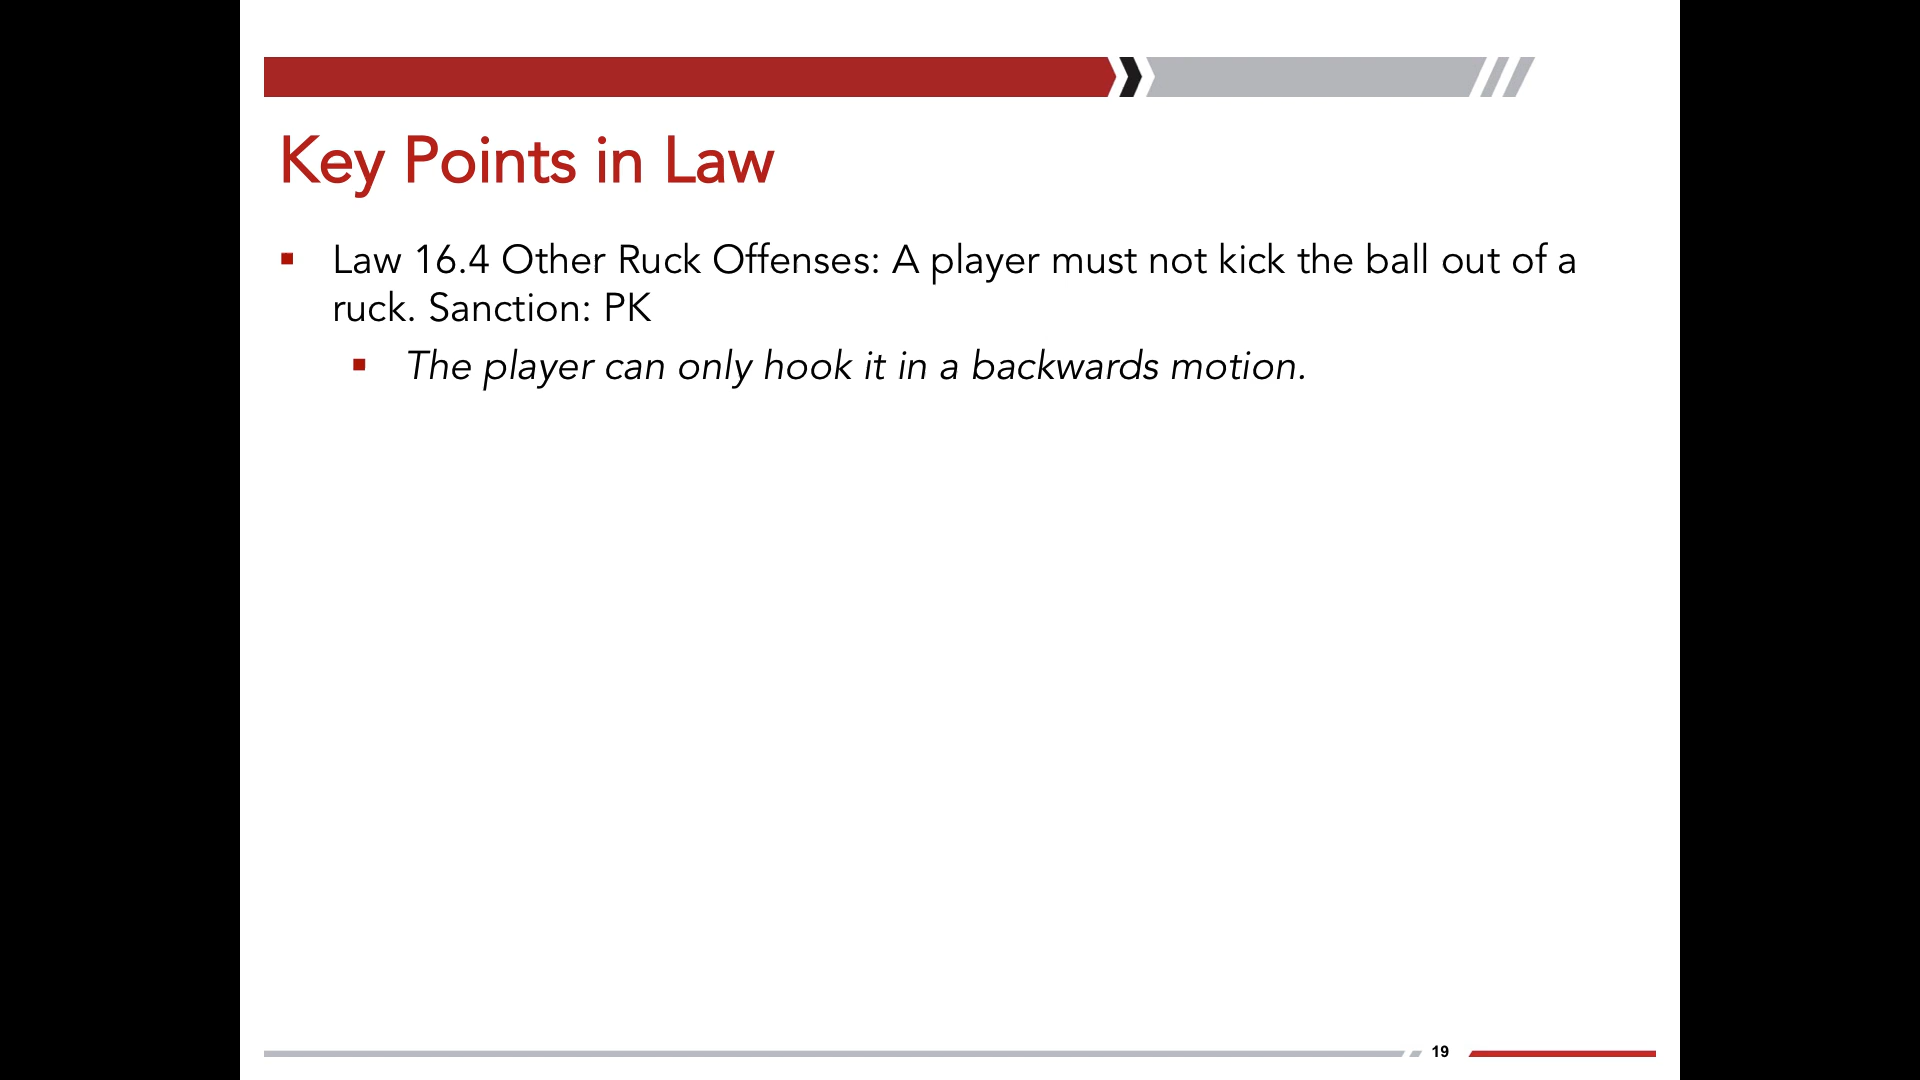 Key Points in Law
▪ Law 16.4 Other Ruck Offenses: A player must not kick the ball out of a
ruck. Sanction: PK
▪ The player can only hook it in a backwards motion.
19